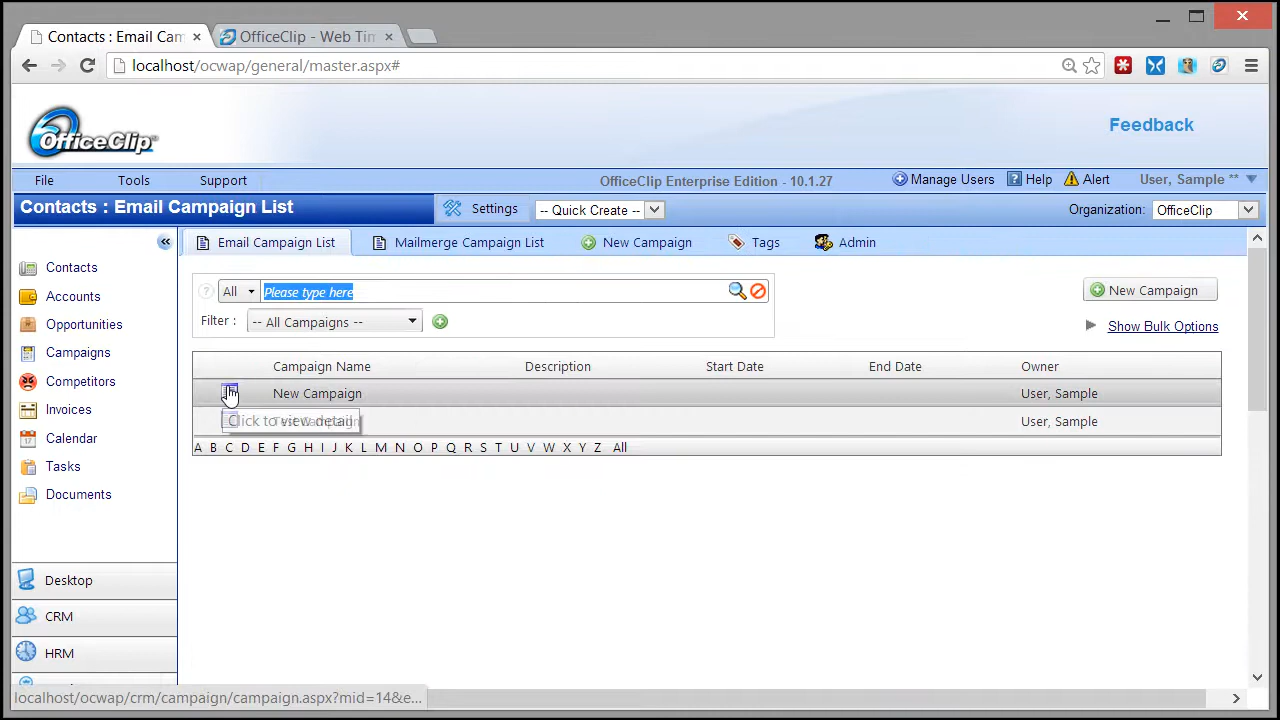 Contacts : Email Cam
OfficeClip - Web Tim
localhost/ocwap/general/master.aspx#
OfficeClip™
Feedback
File Tools Support OfficeClip Enterprise Edition - 10.1.27 Manage Users Help Alert User, Sample **
Contacts : Email Campaign List Settings -- Quick Create -- Organization: OfficeClip
Email Campaign List Mailmerge Campaign List New Campaign Tags Admin
Contacts
Accounts
Opportunities
Campaigns
Competitors
Invoices
Calendar
Tasks
Documents
Desktop
CRM
HRM
? All Please type here
New Campaign
Filter : -- All Campaigns --
Show Bulk Options
Campaign Name Description Start Date End Date Owner
New Campaign User, Sample
Click to view detail User, Sample
A B C D E F G H I J K L M N O P Q R S T U V W X Y Z All
localhost/ocwap/crm/campaign/campaign.aspx?mid=14&e...